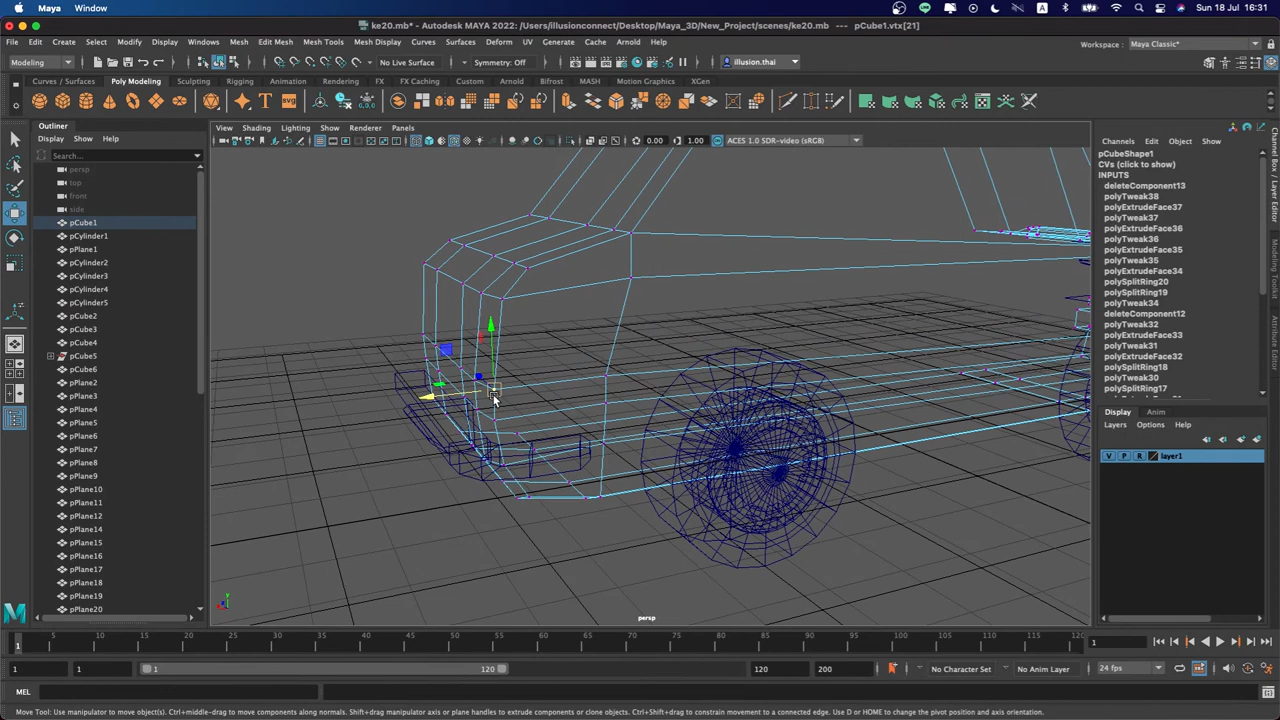 Maya Window A Sun 18 Jul 16:31
ke20.mb* - Autodesk MAYA 2022: /Users/illusionconnect/Desktop/Maya_3D/New_Project/scenes/ke20.mb --- pCube1.vtx[21]
File Edit Create Select Modify Display Windows Mesh Edit Mesh Mesh Tools Mesh Display Curves Surfaces Deform UV Generate Cache Arnold Help Workspace : Maya Classic*
Modeling No Live Surface Symmetry: Off illusion.thai
Curves / Surfaces Poly Modeling Sculpting Rigging Animation Rendering FX FX Caching Custom Arnold Bifrost MASH Motion Graphics XGen
Outliner
Display Show Help
Search...
persp
top
front
side
pCube1
pCylinder1
pPlane1
pCylinder2
pCylinder3
pCylinder4
pCylinder5
pCube2
pCube3
pCube4
pCube5
pCube6
pPlane2
pPlane3
pPlane4
pPlane5
pPlane6
pPlane7
pPlane8
pPlane9
pPlane10
pPlane11
pPlane12
pPlane14
pPlane15
pPlane16
pPlane17
pPlane18
pPlane19
pPlane20
View Shading Lighting Show Renderer Panels
0.00 1.00 ACES 1.0 SDR-video (sRGB)
persp
Channels Edit Object Show
pCubeShape1
CVs (click to show)
INPUTS
deleteComponent13
polyTweak38
polyExtrudeFace37
polyTweak37
polyExtrudeFace36
polyTweak36
polyExtrudeFace35
polyTweak35
polyExtrudeFace34
polySplitRing20
polySplitRing19
polyTweak34
deleteComponent12
polyTweak32
polyExtrudeFace33
polyTweak31
polyExtrudeFace32
polySplitRing18
polySplitRing17
polyTweak30
Display Anim
Layers Options Help
V P R layer1
Channel Box / Layer Editor
Modeling Toolkit
Attribute Editor
5 10 15 20 25 30 35 40 45 50 55 60 65 70 75 80 85 90 95 100 105 110 115 120
1 1
1 1 1 120 120 200 No Character Set No Anim Layer 24 fps
MEL
Move Tool: Use manipulator to move object(s). Ctrl+middle-drag to move components along normals. Shift+drag manipulator axis or plane handles to extrude components or clone objects. Ctrl+Shift+drag to constrain movement to a connected edge. Use D or HOME to change the pivot position and axis orientation.